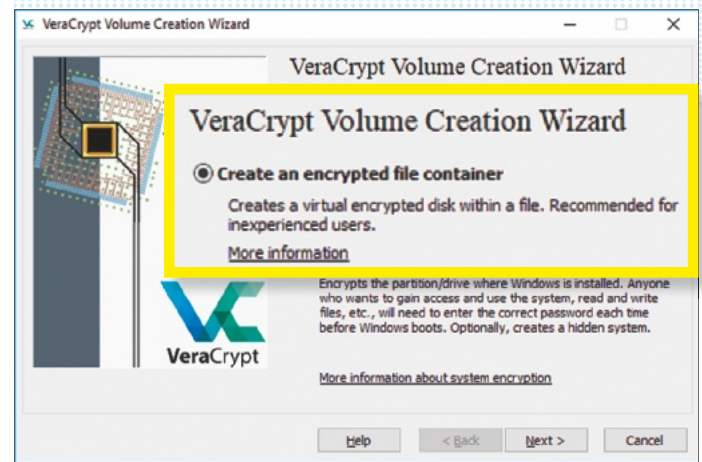 VeraCrypt Volume Creation Wizard
VeraCrypt Volume Creation Wizard
VeraCrypt Volume Creation Wizard
Create an encrypted file container
Creates a virtual encrypted disk within a file. Recommended for
inexperienced users.
More information
Encrypts the partition/drive where Windows is installed. Anyone
who wants to gain access and use the system, read and write
files, etc., will need to enter the correct password each time
before Windows boots. Optionally, creates a hidden system.
VeraCrypt
More information about system encryption
Help
< Back
Next >
Cancel